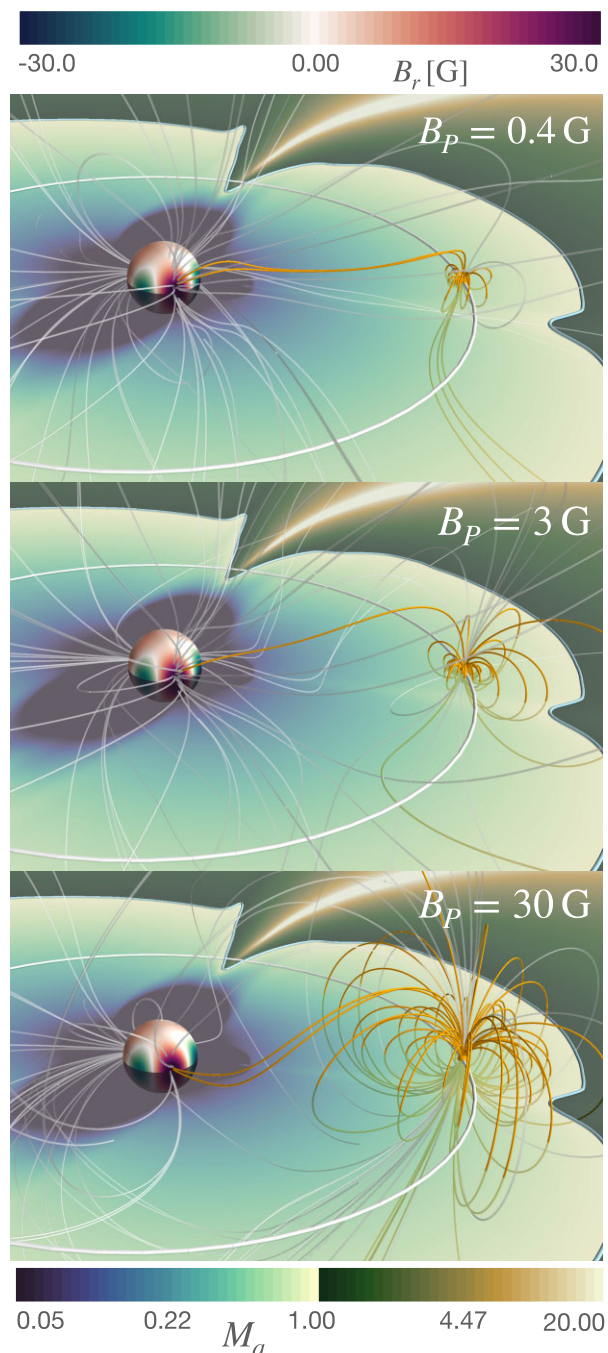 -30.0 0.00 30.0
B_r [G]
B_P = 0.4 G
B_P = 3 G
B_P = 30 G
0.05 0.22 1.00 4.47 20.00
M_a